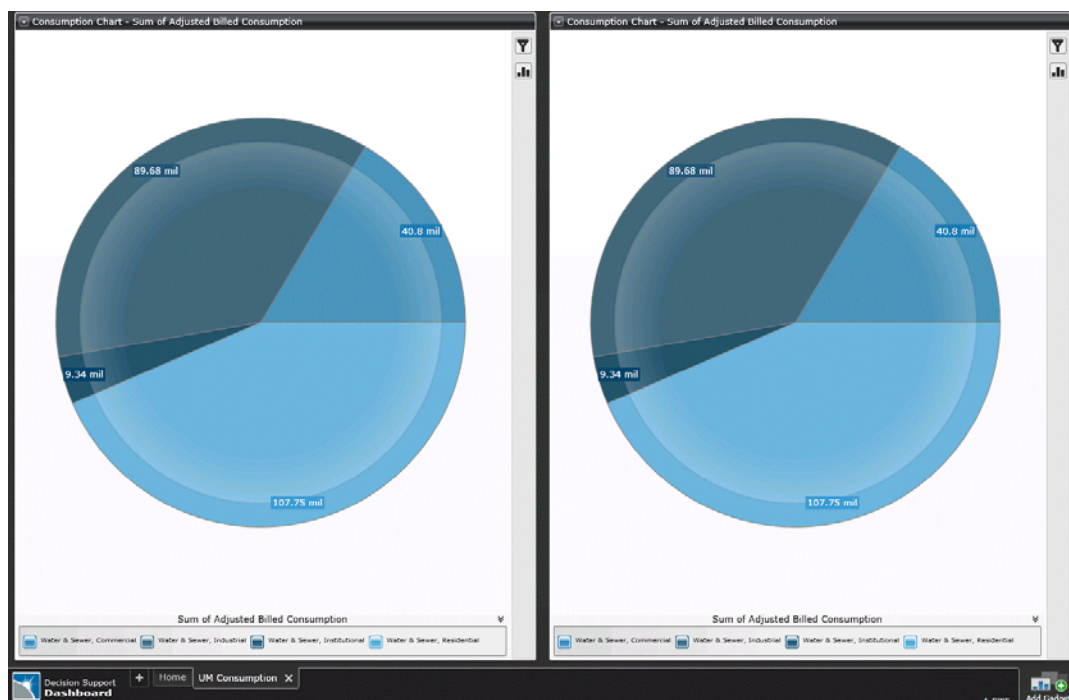 Consumption Chart - Sum of Adjusted Billed Consumption
89.68 mil
40.8 mil
9.34 mil
107.75 mil
Sum of Adjusted Billed Consumption
Water & Sewer, Commercial Water & Sewer, Industrial Water & Sewer, Institutional Water & Sewer, Residential
Consumption Chart - Sum of Adjusted Billed Consumption
89.68 mil
40.8 mil
9.34 mil
107.75 mil
Sum of Adjusted Billed Consumption
Water & Sewer, Commercial Water & Sewer, Industrial Water & Sewer, Institutional Water & Sewer, Residential
Decision Support
Dashboard
+ Home UM Consumption X
Add Gadget